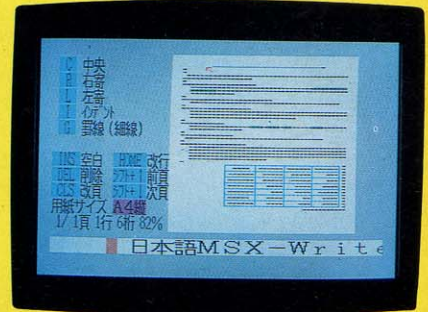 C 中央
R 右寄
L 左寄
I インデント
G 罫線(細線)
INS 空白 HOME 改行
DEL 削除 シフト+↑ 前頁
CLS 改頁 シフト+↓ 次頁
用紙サイズ A4縦
1/ 1頁 1行 6桁 82%
日本語MSX-Write